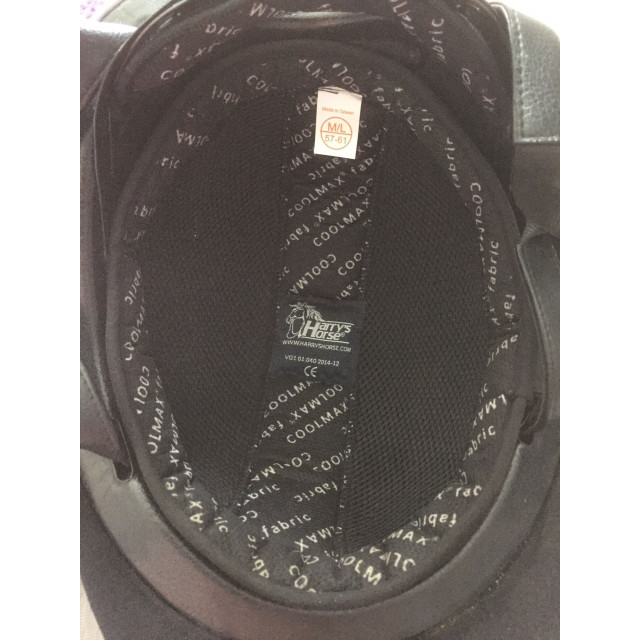 Made in Taiwan
M/L
57-61
COOLMAX® fabric
COOLMAX® fabric
COOLMAX
Harry's
Horse®
WWW.HARRYSHORSE.COM
VG1 01.040 2014-12
CE
COOLMAX® fabric
COOLMAX
fabric
COOLMAX
fabric